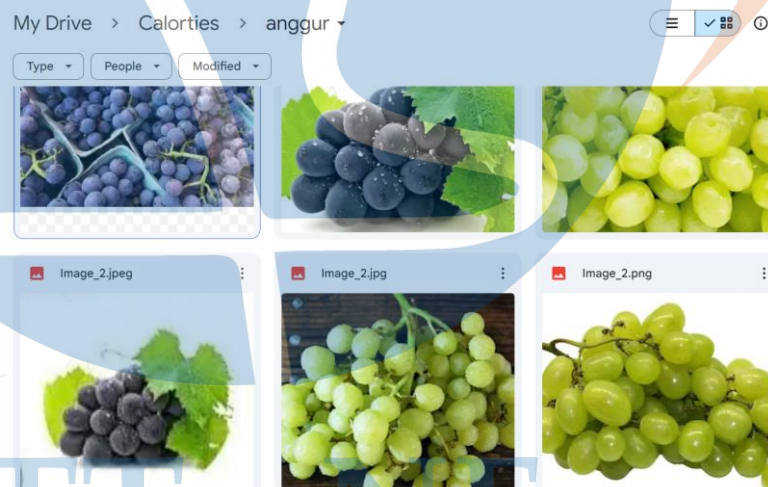 My Drive > Calorties > anggur
Type People Modified
Image_2.jpeg Image_2.jpg Image_2.png